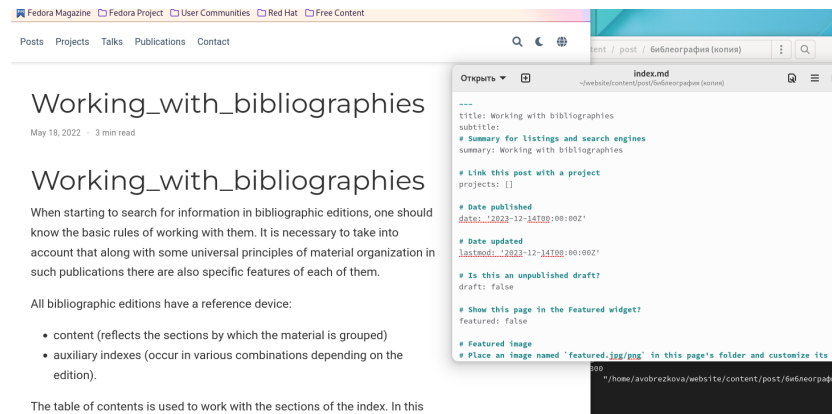 Fedora Magazine Fedora Project User Communities Red Hat Free Content
Posts Projects Talks Publications Contact
Working_with_bibliographies
May 18, 2022 · 3 min read
Working_with_bibliographies
When starting to search for information in bibliographic editions, one should
know the basic rules of working with them. It is necessary to take into
account that along with some universal principles of material organization in
such publications there are also specific features of each of them.
All bibliographic editions have a reference device:
• content (reflects the sections by which the material is grouped)
• auxiliary indexes (occur in various combinations depending on the
edition).
The table of contents is used to work with the sections of the index. In this
tent / post / библеография (копия)
Открыть
index.md
~/website/content/post/библеография (копия)
---
title: Working with bibliographies
subtitle:
# Summary for listings and search engines
summary: Working with bibliographies
# Link this post with a project
projects: []
# Date published
date: '2023-12-14T00:00:00Z'
# Date updated
lastmod: '2023-12-14T00:00:00Z'
# Is this an unpublished draft?
draft: false
# Show this page in the Featured widget?
featured: false
# Featured image
# Place an image named `featured.jpg/png` in this page's folder and customize its
300
"/home/avobrezkova/website/content/post/библеограф